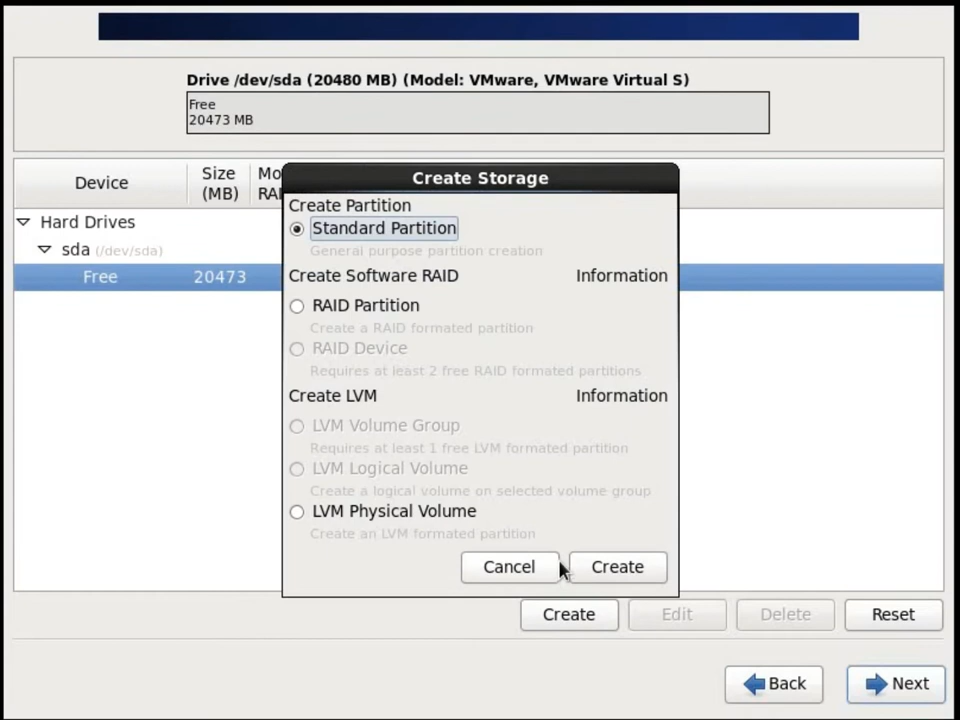 Drive /dev/sda (20480 MB) (Model: VMware, VMware Virtual S)
Free
20473 MB
Device
Size
(MB)
Mo
RAI
Hard Drives
sda (/dev/sda)
Free 20473
Create Storage
Create Partition
Standard Partition
General purpose partition creation
Create Software RAID Information
RAID Partition
Create a RAID formated partition
RAID Device
Requires at least 2 free RAID formated partitions
Create LVM Information
LVM Volume Group
Requires at least 1 free LVM formated partition
LVM Logical Volume
Create a logical volume on selected volume group
LVM Physical Volume
Create an LVM formated partition
Cancel Create
Create Edit Delete Reset
Back Next